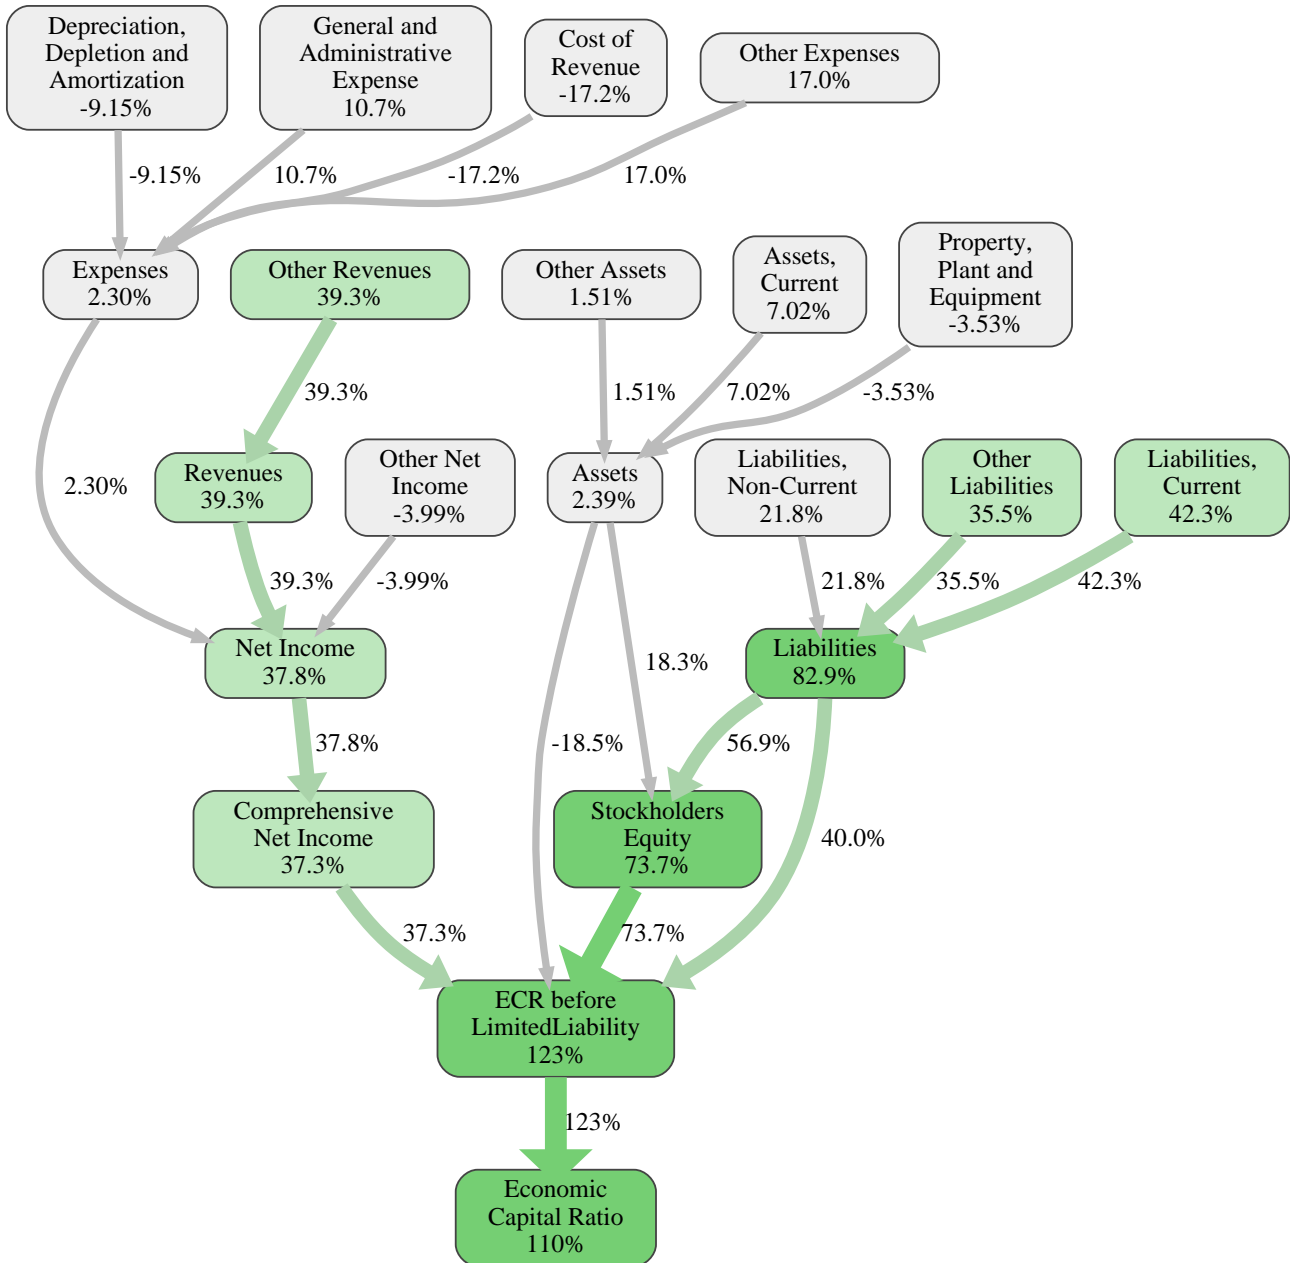 Depreciation,
Depletion and
Amortization
-9.15%
General and
Administrative
Expense
10.7%
Cost of
Revenue
-17.2%
Other Expenses
17.0%
-9.15%
10.7%
-17.2%
17.0%
Expenses
2.30%
Other Revenues
39.3%
Other Assets
1.51%
Assets,
Current
7.02%
Property,
Plant and
Equipment
-3.53%
39.3%
1.51%
7.02%
-3.53%
2.30%
Revenues
39.3%
Other Net
Income
-3.99%
Assets
2.39%
Liabilities,
Non-Current
21.8%
Other
Liabilities
35.5%
Liabilities,
Current
42.3%
39.3%
-3.99%
21.8%
35.5%
42.3%
Net Income
37.8%
18.3%
Liabilities
82.9%
37.8%
-18.5%
56.9%
Comprehensive
Net Income
37.3%
Stockholders
Equity
73.7%
40.0%
37.3%
73.7%
ECR before
LimitedLiability
123%
123%
Economic
Capital Ratio
110%